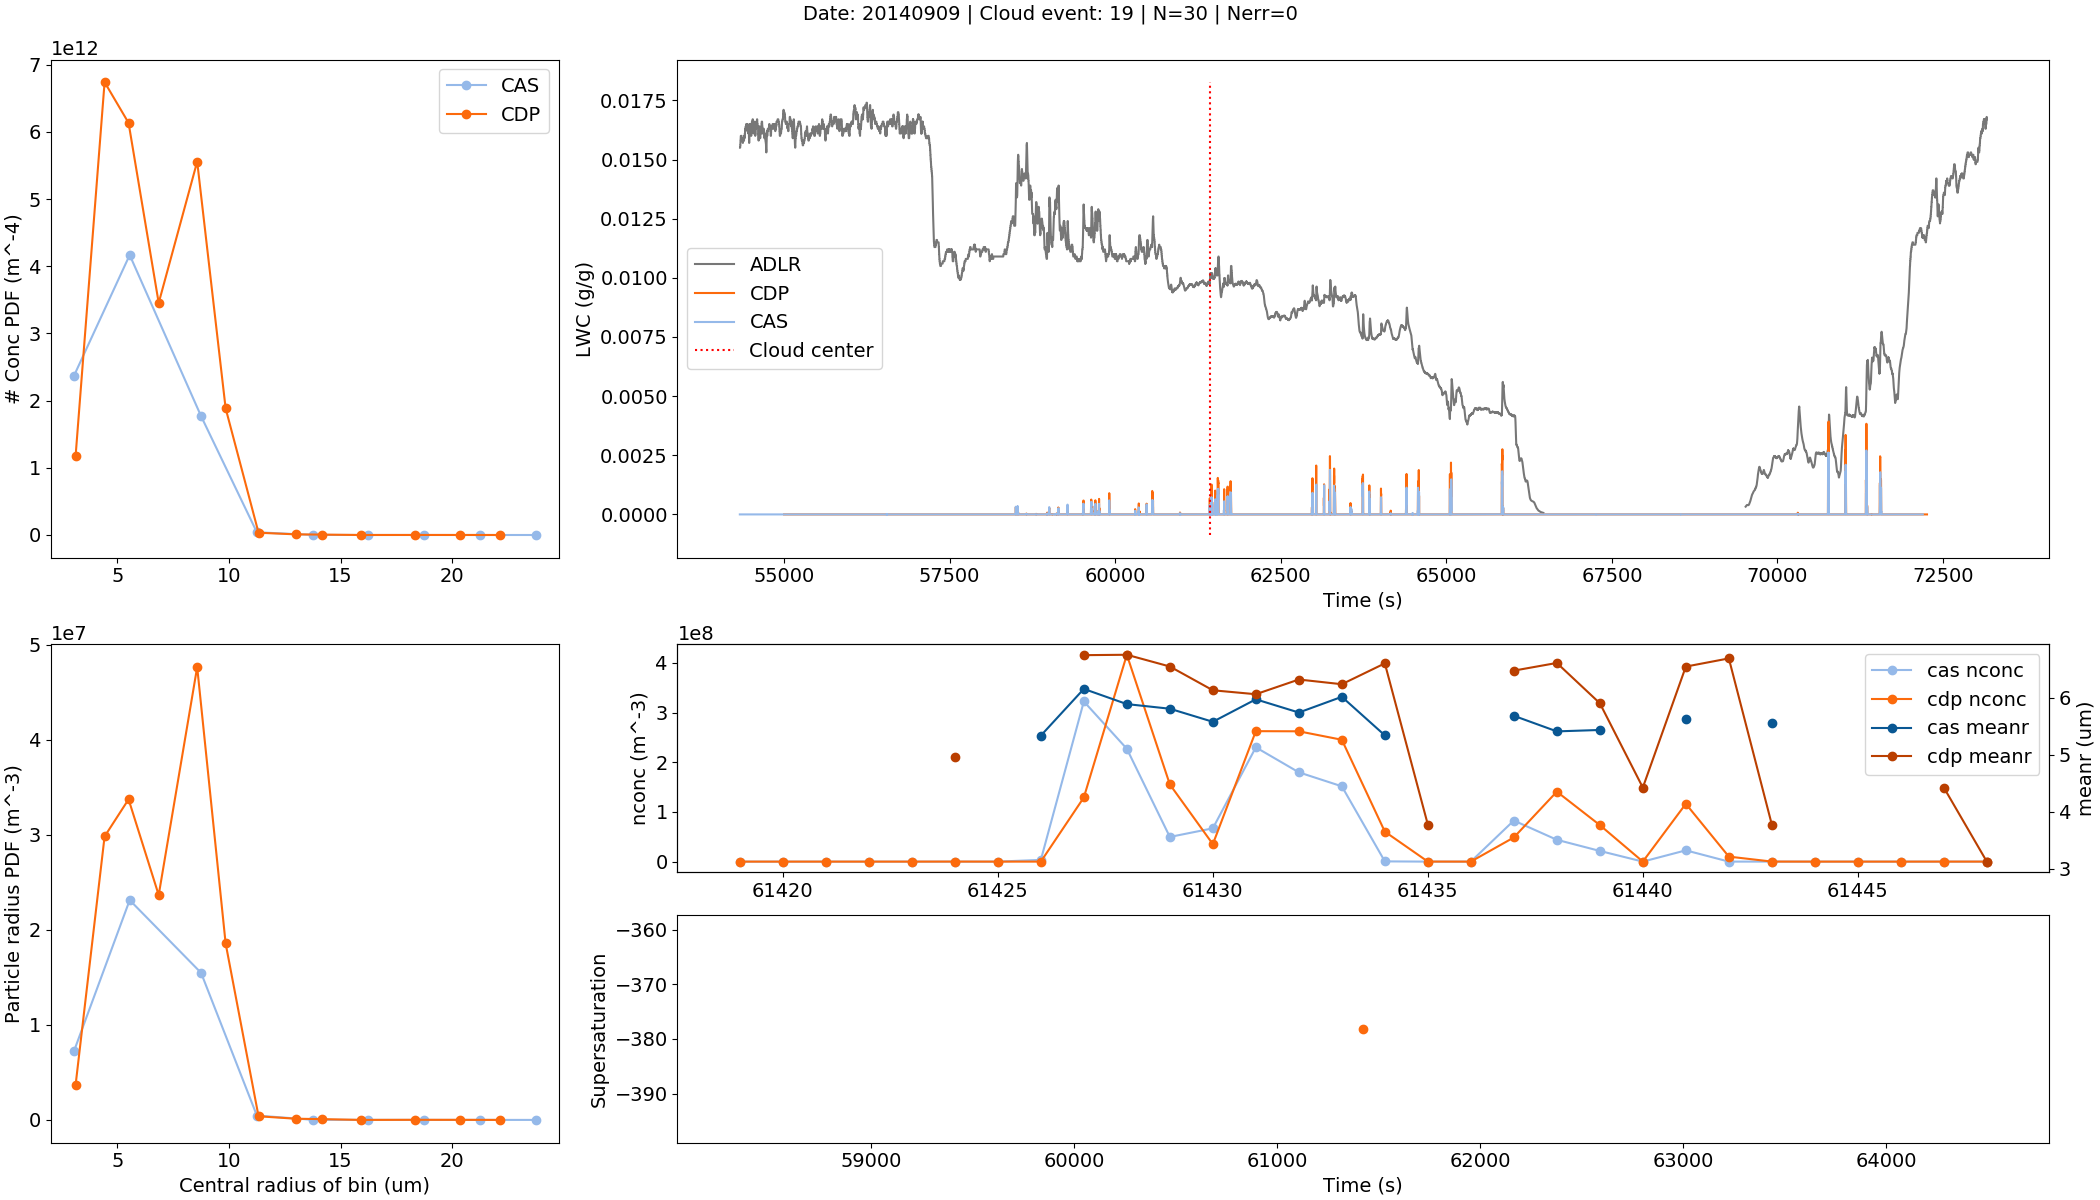 Date: 20140909 | Cloud event: 19 | N=30 | Nerr=0
1e12
7
6
5
4
3
2
1
0
# Conc PDF (m^-4)
CAS
CDP
5
10
15
20
0.0175
0.0150
0.0125
0.0100
0.0075
0.0050
0.0025
0.0000
LWC (g/g)
ADLR
CDP
CAS
Cloud center
55000
57500
60000
62500
65000
67500
70000
72500
Time (s)
1e7
5
4
3
2
1
0
Particle radius PDF (m^-3)
5
10
15
20
Central radius of bin (um)
1e8
4
3
2
1
0
nconc (m^-3)
cas nconc
cdp nconc
cas meanr
cdp meanr
6
5
4
3
meanr (um)
61420
61425
61430
61435
61440
61445
−360
−370
−380
−390
Supersaturation
59000
60000
61000
62000
63000
64000
Time (s)